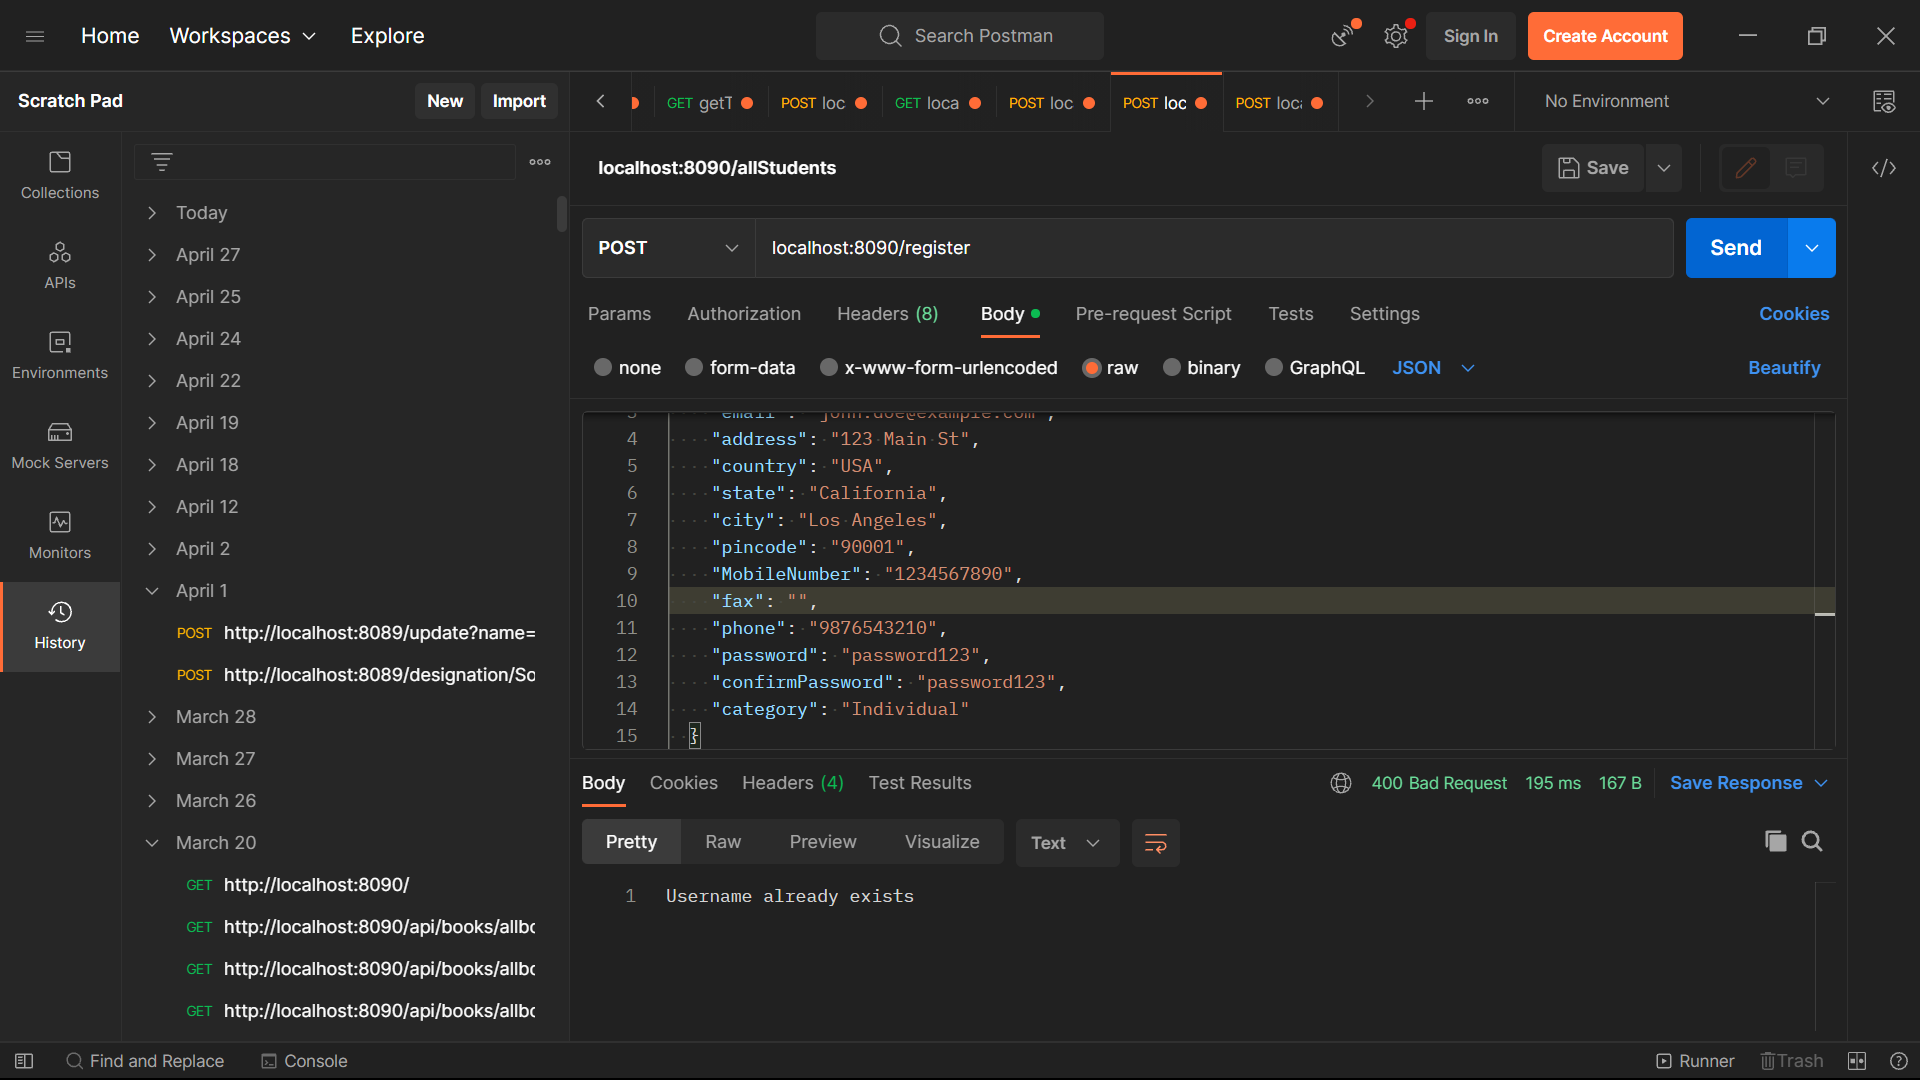 Home
Workspaces
Explore
Search Postman
Sign In
Create Account
Scratch Pad
New
Import
GET getT
POST loc
GET loca
POST loc
POST loc
POST loc
No Environment
localhost:8090/allStudents
Save
Collections
APIs
Environments
Mock Servers
Monitors
History
Today
April 27
April 25
April 24
April 22
April 19
April 18
April 12
April 2
April 1
POST http://localhost:8089/update?name=
POST http://localhost:8089/designation/So
March 28
March 27
March 26
March 20
GET http://localhost:8090/
GET http://localhost:8090/api/books/allbo
GET http://localhost:8090/api/books/allbo
GET http://localhost:8090/api/books/allbo
POST
localhost:8090/register
Send
Params
Authorization
Headers (8)
Body
Pre-request Script
Tests
Settings
Cookies
none
form-data
x-www-form-urlencoded
raw
binary
GraphQL
JSON
Beautify
3 "email": "john.doe@example.com",
4 "address": "123 Main St",
5 "country": "USA",
6 "state": "California",
7 "city": "Los Angeles",
8 "pincode": "90001",
9 "MobileNumber": "1234567890",
10 "fax": "",
11 "phone": "9876543210",
12 "password": "password123",
13 "confirmPassword": "password123",
14 "category": "Individual"
15 }
Body
Cookies
Headers (4)
Test Results
400 Bad Request
195 ms
167 B
Save Response
Pretty
Raw
Preview
Visualize
Text
1 Username already exists
Find and Replace
Console
Runner
Trash